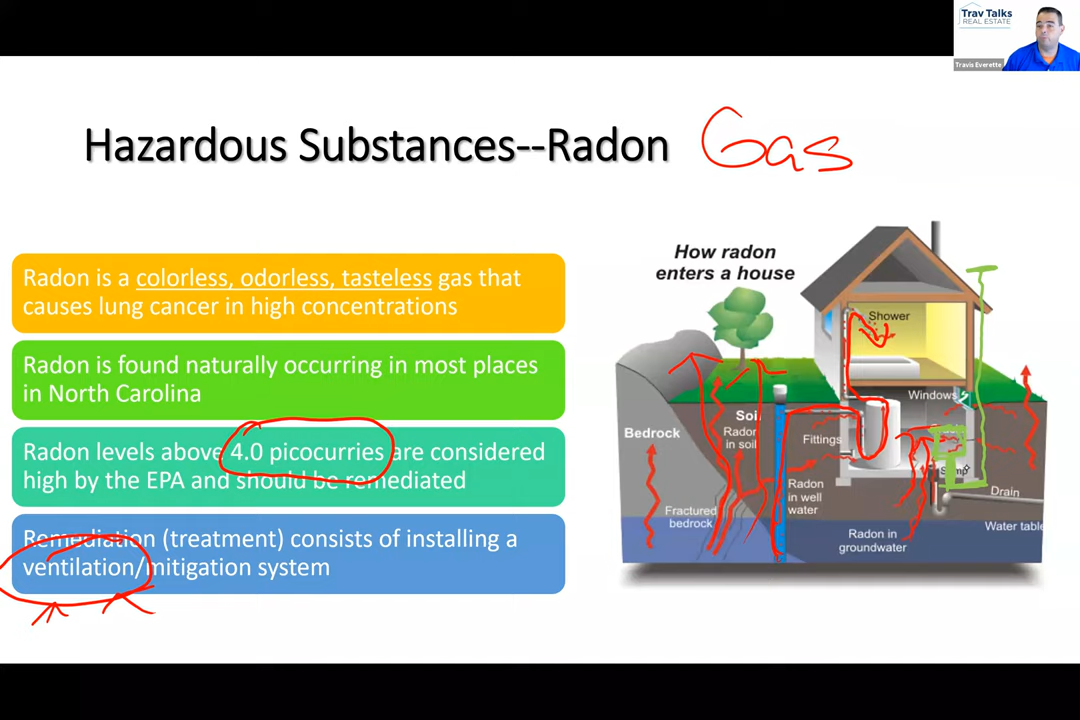 Trav Talks
REAL ESTATE
Travis Everette
Hazardous Substances--Radon Gas
Radon is a colorless, odorless, tasteless gas that
causes lung cancer in high concentrations
Radon is found naturally occurring in most places
in North Carolina
Radon levels above 4.0 picocurries are considered
high by the EPA and should be remediated
Remediation (treatment) consists of installing a
ventilation/mitigation system
How radon
enters a house
Shower
Windows
Soil
Bedrock
Radon
in soil
Fittings
Sump
Radon
in well
water
Drain
Fractured
bedrock
Water table
Radon in
groundwater